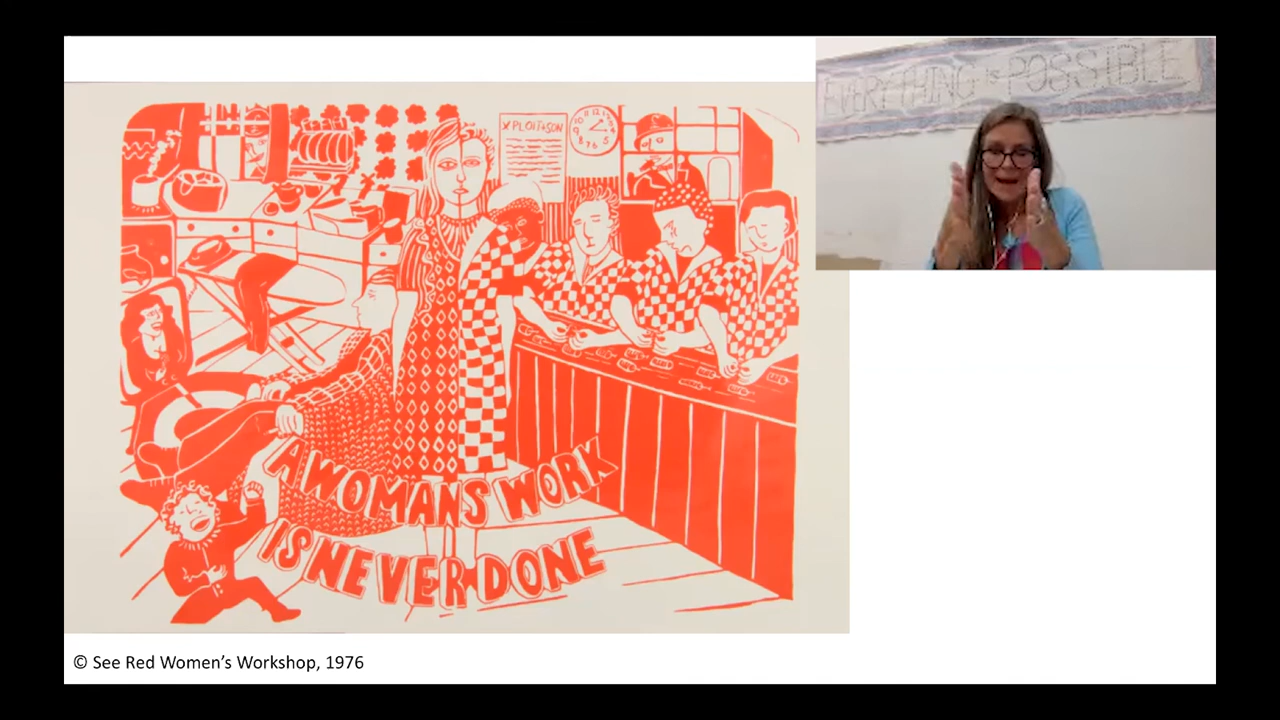 EVERYTHING IS POSSIBLE
XPLOIT+SON
A WOMANS WORK
IS NEVER DONE
© See Red Women's Workshop, 1976